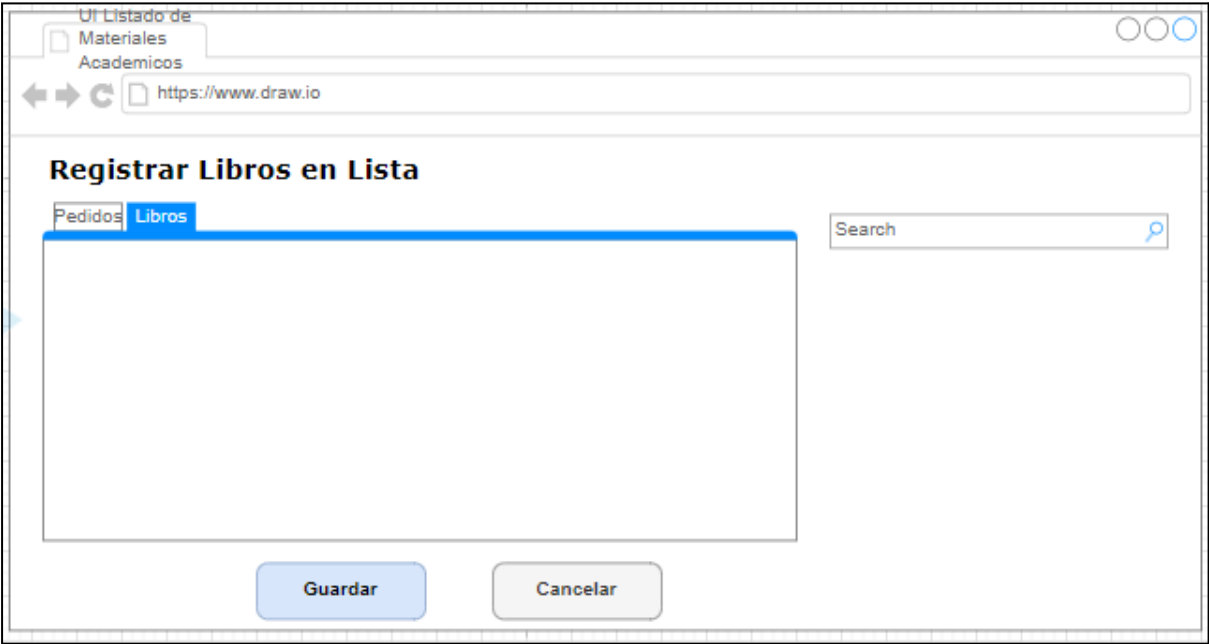 UI Listado de
Materiales
Academicos
https://www.draw.io
Registrar Libros en Lista
Pedidos Libros
Search
Guardar Cancelar